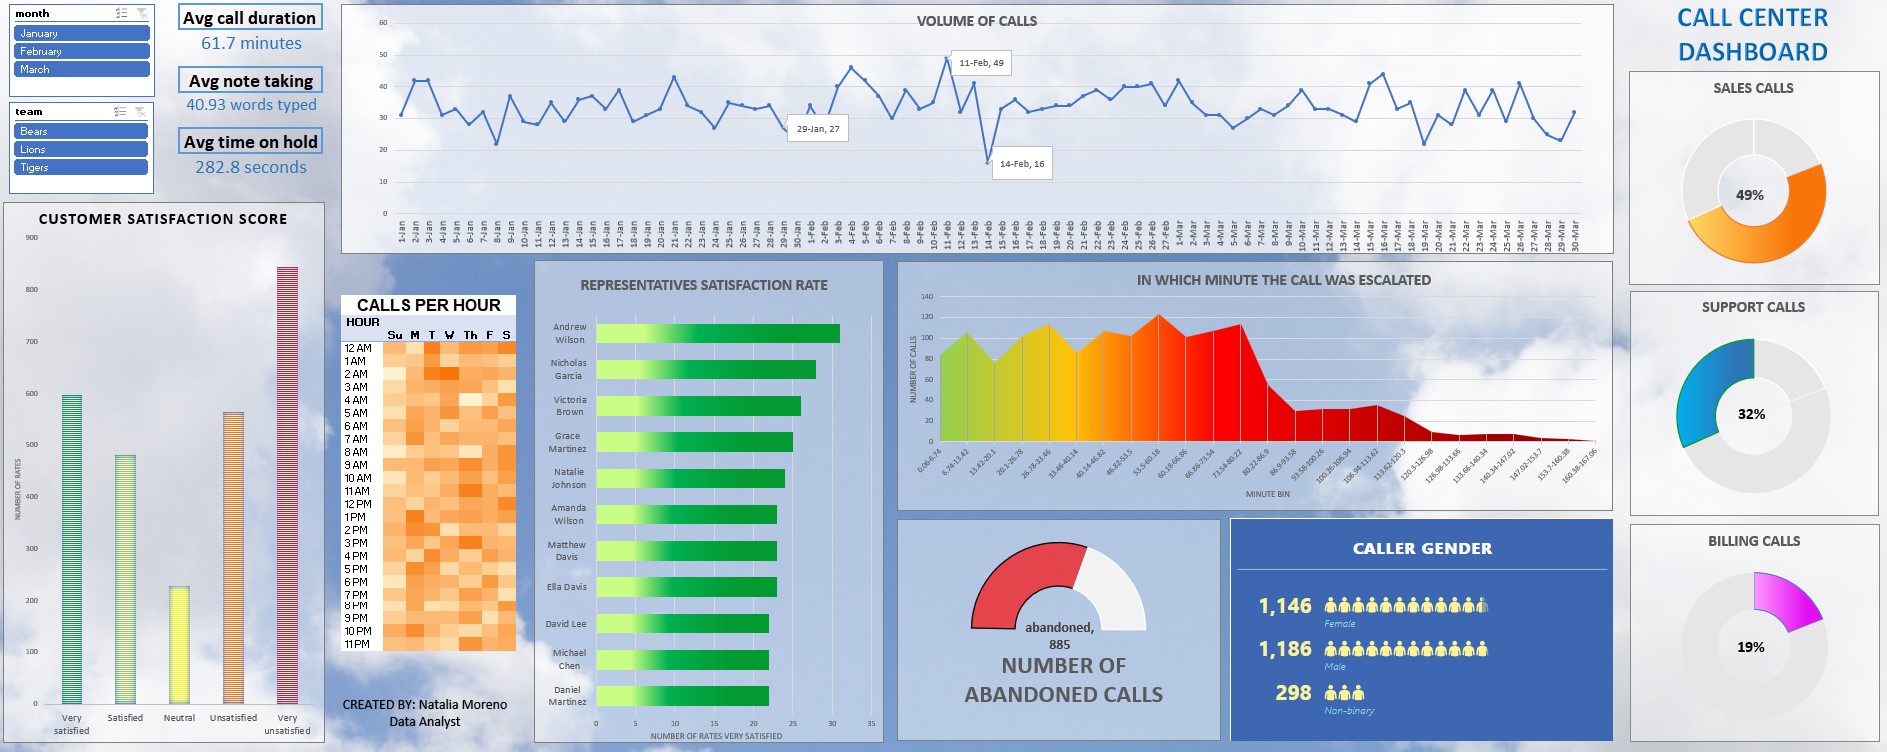 month
January
February
March
team
Bears
Lions
Tigers
Avg call duration
61.7 minutes
Avg note taking
40.93 words typed
Avg time on hold
282.8 seconds
VOLUME OF CALLS
60
50
40
30
20
10
0
11-Feb, 49
29-Jan, 27
14-Feb, 16
1-Jan
2-Jan
3-Jan
4-Jan
5-Jan
6-Jan
7-Jan
8-Jan
9-Jan
10-Jan
11-Jan
12-Jan
13-Jan
14-Jan
15-Jan
16-Jan
17-Jan
18-Jan
19-Jan
20-Jan
21-Jan
22-Jan
23-Jan
24-Jan
25-Jan
26-Jan
27-Jan
28-Jan
29-Jan
30-Jan
1-Feb
2-Feb
3-Feb
4-Feb
5-Feb
6-Feb
7-Feb
8-Feb
9-Feb
10-Feb
11-Feb
12-Feb
13-Feb
14-Feb
15-Feb
16-Feb
17-Feb
18-Feb
19-Feb
20-Feb
21-Feb
22-Feb
23-Feb
24-Feb
25-Feb
26-Feb
27-Feb
1-Mar
2-Mar
3-Mar
4-Mar
5-Mar
6-Mar
7-Mar
8-Mar
9-Mar
10-Mar
11-Mar
12-Mar
13-Mar
14-Mar
15-Mar
16-Mar
17-Mar
18-Mar
19-Mar
20-Mar
21-Mar
22-Mar
23-Mar
24-Mar
25-Mar
26-Mar
27-Mar
28-Mar
29-Mar
30-Mar
CALL CENTER
DASHBOARD
SALES CALLS
49%
SUPPORT CALLS
32%
BILLING CALLS
19%
CUSTOMER SATISFACTION SCORE
NUMBER OF RATES
900
800
700
600
500
400
300
200
100
0
Very
satisfied
Satisfied
Neutral
Unsatisfied
Very
unsatisfied
CALLS PER HOUR
HOUR
Su M T W Th F S
12 AM
1 AM
2 AM
3 AM
4 AM
5 AM
6 AM
7 AM
8 AM
9 AM
10 AM
11 AM
12 PM
1 PM
2 PM
3 PM
4 PM
5 PM
6 PM
7 PM
8 PM
9 PM
10 PM
11 PM
CREATED BY: Natalia Moreno
Data Analyst
REPRESENTATIVES SATISFACTION RATE
Andrew
Wilson
Nicholas
Garcia
Victoria
Brown
Grace
Martinez
Natalie
Johnson
Amanda
Wilson
Matthew
Davis
Ella Davis
David Lee
Michael
Chen
Daniel
Martinez
0 5 10 15 20 25 30 35
NUMBER OF RATES VERY SATISFIED
IN WHICH MINUTE THE CALL WAS ESCALATED
NUMBER OF CALLS
140
120
100
80
60
40
20
0
0.06-6.74
6.74-13.42
13.42-20.1
20.1-26.78
26.78-33.46
33.46-40.14
40.14-46.82
46.82-53.5
53.5-60.18
60.18-66.86
66.86-73.54
73.54-80.22
80.22-86.9
86.9-93.58
93.58-100.26
100.26-106.94
106.94-113.62
113.62-120.3
120.3-126.98
126.98-133.66
133.66-140.34
140.34-147.02
147.02-153.7
153.7-160.38
160.38-167.06
MINUTE BIN
abandoned,
885
NUMBER OF
ABANDONED CALLS
CALLER GENDER
1,146
Female
1,186
Male
298
Non-binary